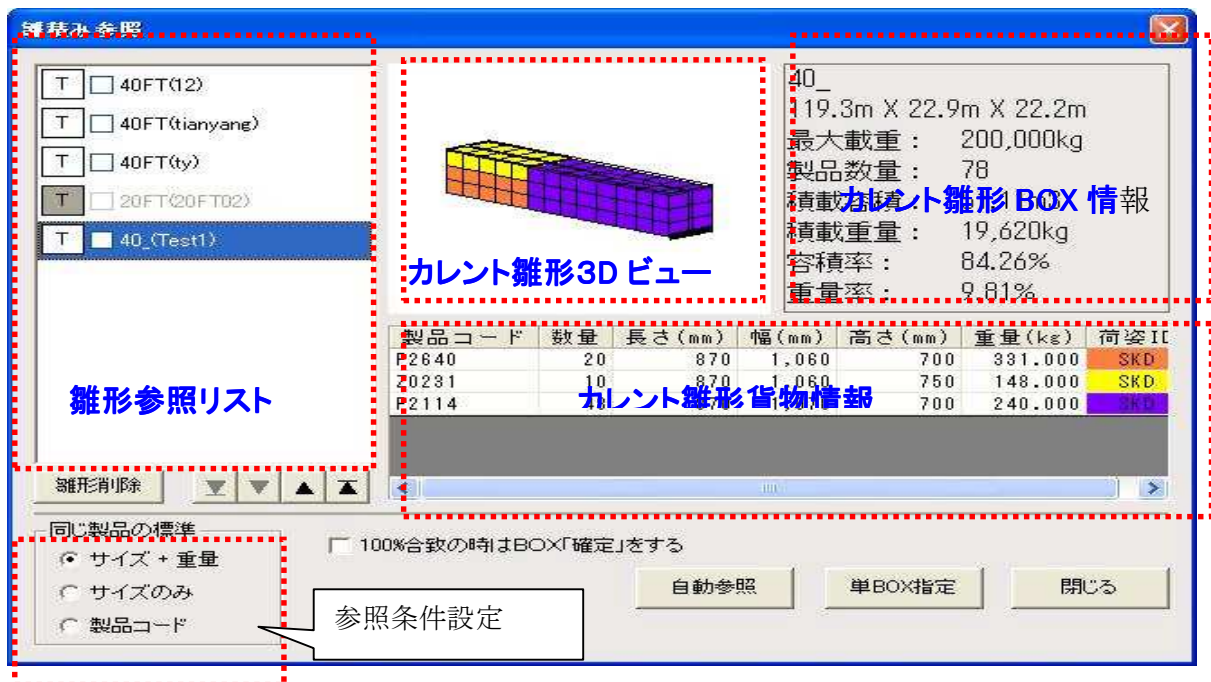 雛積み参照
T 40FT(12)
T 40FT(tianyang)
T 40FT(ty)
T 20FT(20FT02)
T 40_(Test1)
雛形参照リスト
雛形削除
カレント雛形3Dビュー
40_
119.3m X 22.9m X 22.2m
最大載重： 200,000kg
製品数量： 78
積載容積：
カレント雛形 BOX 情報
積載重量： 19,620kg
容積率： 84.26%
重量率： 9.81%
製品コード 数量 長さ(mm) 幅(mm) 高さ(mm) 重量(kg) 荷姿ID
P2640 20 870 1,060 700 331.000 SKD
Z0231 10 870 1,060 750 148.000 SKD
P2114 700 240.000 SKD
カレント雛形貨物情報
同じ製品の標準
サイズ + 重量
サイズのみ
製品コード
参照条件設定
100%合致の時はBOX「確定」をする
自動参照 単BOX指定 閉じる